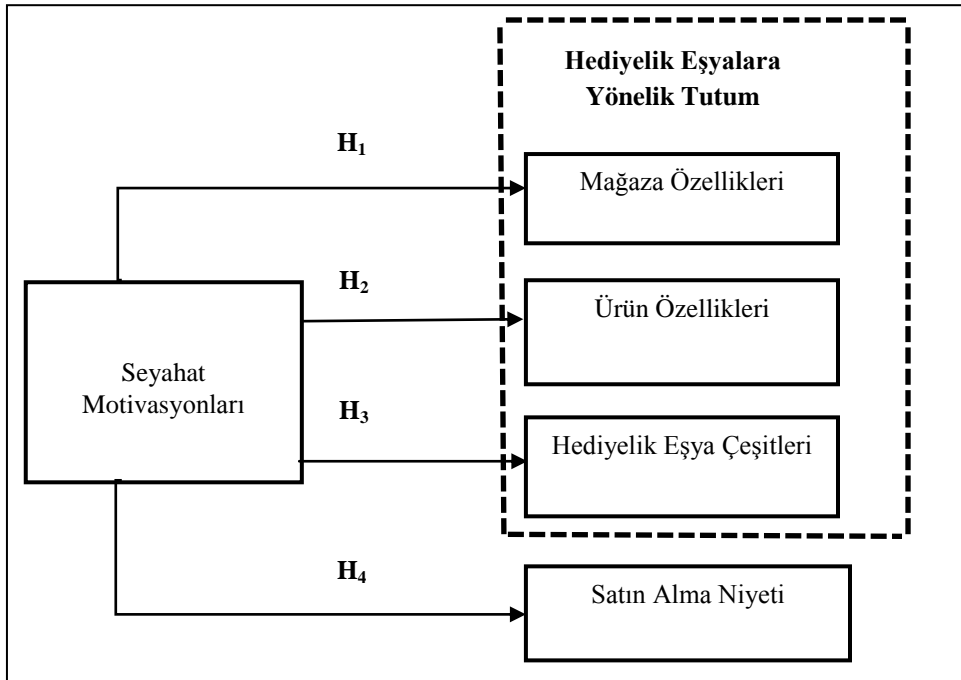 Hediyelik Eşyalara
Yönelik Tutum
H₁
Mağaza Özellikleri
H₂
Ürün Özellikleri
Seyahat
Motivasyonları
H₃
Hediyelik Eşya Çeşitleri
H₄
Satın Alma Niyeti